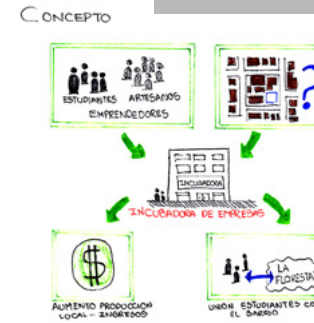 CONCEPTO
ESTUDIANTES ARTESANOS
EMPRENDEDORES
??
INCUBADORA
INCUBADORA DE EMPRESAS
$
AUMENTO PRODUCCION
LOCAL - INGRESOS
LA
FLORESTA
UNION ESTUDIANTES CO
EL BARRIO